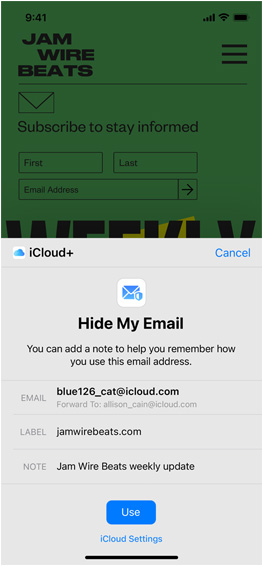 9:41
JAM
WIRE
BEATS
Subscribe to stay informed
First Last
Email Address
WEEKLY
iCloud+ Cancel
Hide My Email
You can add a note to help you remember how
you use this email address.
EMAIL blue126_cat@icloud.com
Forward To: allison_cain@icloud.com
LABEL jamwirebeats.com
NOTE Jam Wire Beats weekly update
Use
iCloud Settings